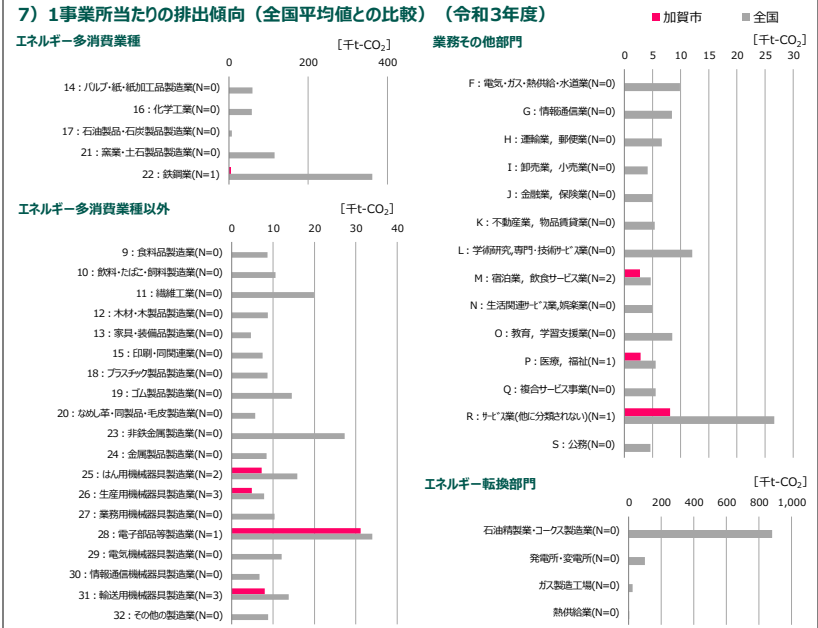 7）1事業所当たりの排出傾向（全国平均値との比較）（令和3年度）
■加賀市 ■全国
エネルギー多消費業種
[千t-CO₂]
0 200 400
14：パルプ・紙・紙加工品製造業(N=0)
16：化学工業(N=0)
17：石油製品・石炭製品製造業(N=0)
21：窯業・土石製品製造業(N=0)
22：鉄鋼業(N=1)
エネルギー多消費業種以外
[千t-CO₂]
0 10 20 30 40
9：食料品製造業(N=0)
10：飲料・たばこ・飼料製造業(N=0)
11：繊維工業(N=0)
12：木材・木製品製造業(N=0)
13：家具・装備品製造業(N=0)
15：印刷・同関連業(N=0)
18：プラスチック製品製造業(N=0)
19：ゴム製品製造業(N=0)
20：なめし革・同製品・毛皮製造業(N=0)
23：非鉄金属製造業(N=0)
24：金属製品製造業(N=0)
25：はん用機械器具製造業(N=2)
26：生産用機械器具製造業(N=3)
27：業務用機械器具製造業(N=0)
28：電子部品等製造業(N=1)
29：電気機械器具製造業(N=0)
30：情報通信機械器具製造業(N=0)
31：輸送用機械器具製造業(N=3)
32：その他の製造業(N=0)
業務その他部門
[千t-CO₂]
0 5 10 15 20 25 30
F：電気・ガス・熱供給・水道業(N=0)
G：情報通信業(N=0)
H：運輸業，郵便業(N=0)
I：卸売業，小売業(N=0)
J：金融業，保険業(N=0)
K：不動産業，物品賃貸業(N=0)
L：学術研究,専門・技術サービス業(N=0)
M：宿泊業，飲食サービス業(N=2)
N：生活関連サービス業,娯楽業(N=0)
O：教育，学習支援業(N=0)
P：医療，福祉(N=1)
Q：複合サービス事業(N=0)
R：サービス業(他に分類されない)(N=1)
S：公務(N=0)
エネルギー転換部門
[千t-CO₂]
0 200 400 600 800 1,000
石油精製業・コークス製造業(N=0)
発電所・変電所(N=0)
ガス製造工場(N=0)
熱供給業(N=0)